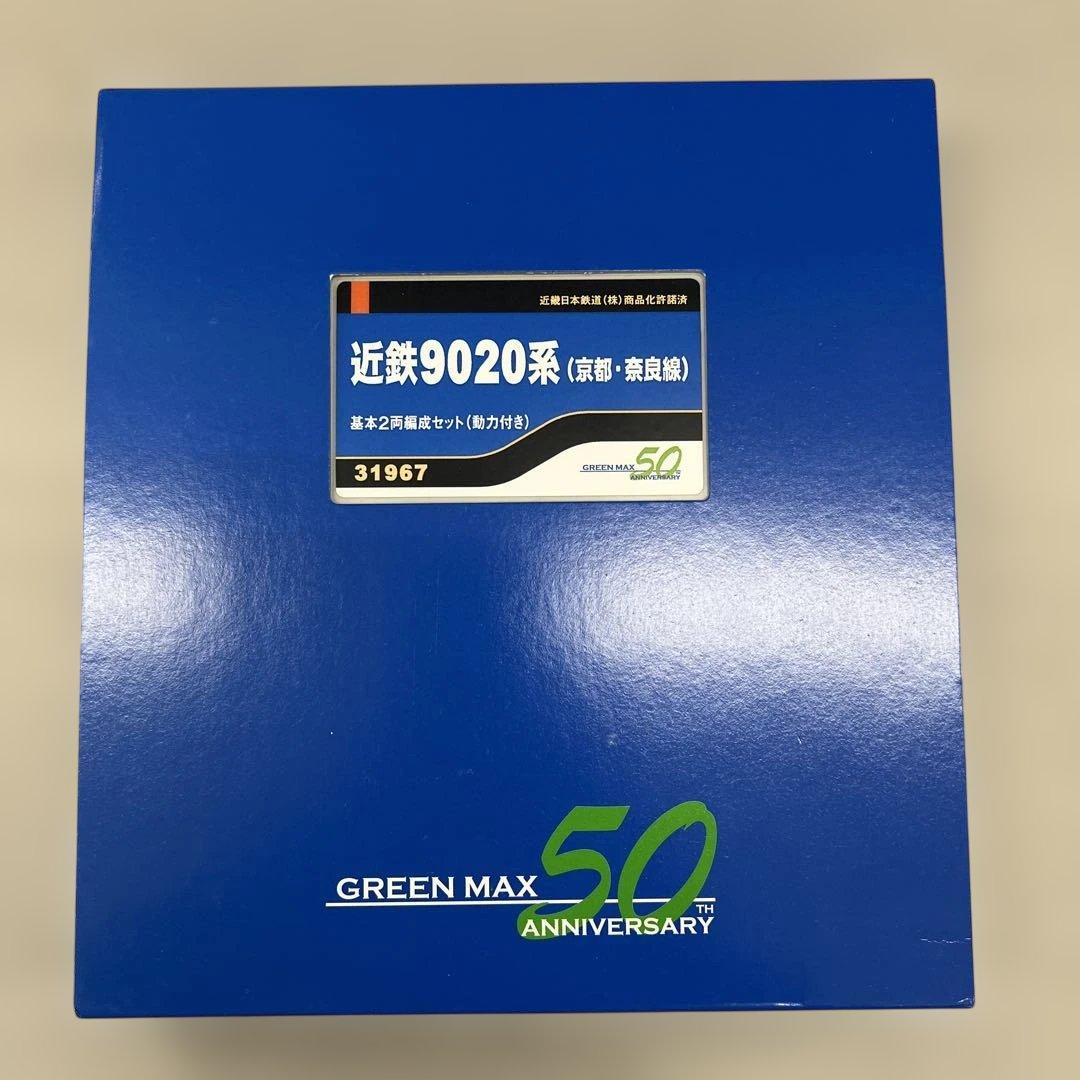 近畿日本鉄道(株)商品化許諾済
近鉄9020系(京都・奈良線)
基本2両編成セット(動力付き)
31967
GREEN MAX 50TH
ANNIVERSARY
GREEN MAX 50TH
ANNIVERSARY